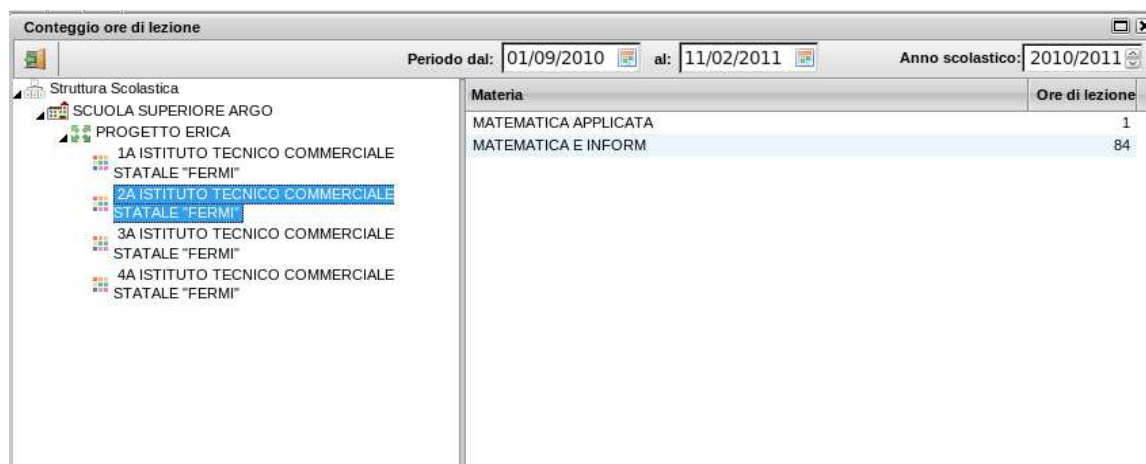 Conteggio ore di lezione
Periodo dal: 01/09/2010 al: 11/02/2011 Anno scolastico: 2010/2011
Struttura Scolastica
SCUOLA SUPERIORE ARGO
PROGETTO ERICA
1A ISTITUTO TECNICO COMMERCIALE
STATALE "FERMI"
2A ISTITUTO TECNICO COMMERCIALE
STATALE "FERMI"
3A ISTITUTO TECNICO COMMERCIALE
STATALE "FERMI"
4A ISTITUTO TECNICO COMMERCIALE
STATALE "FERMI"
Materia Ore di lezione
MATEMATICA APPLICATA 1
MATEMATICA E INFORM 84